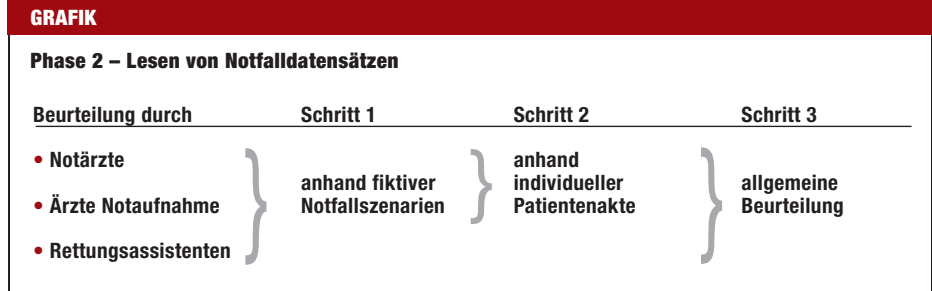 GRAFIK
Phase 2 – Lesen von Notfalldatensätzen
Beurteilung durch Schritt 1 Schritt 2 Schritt 3
• Notärzte
• Ärzte Notaufnahme
• Rettungsassistenten
anhand fiktiver
Notfallszenarien
anhand
individueller
Patientenakte
allgemeine
Beurteilung